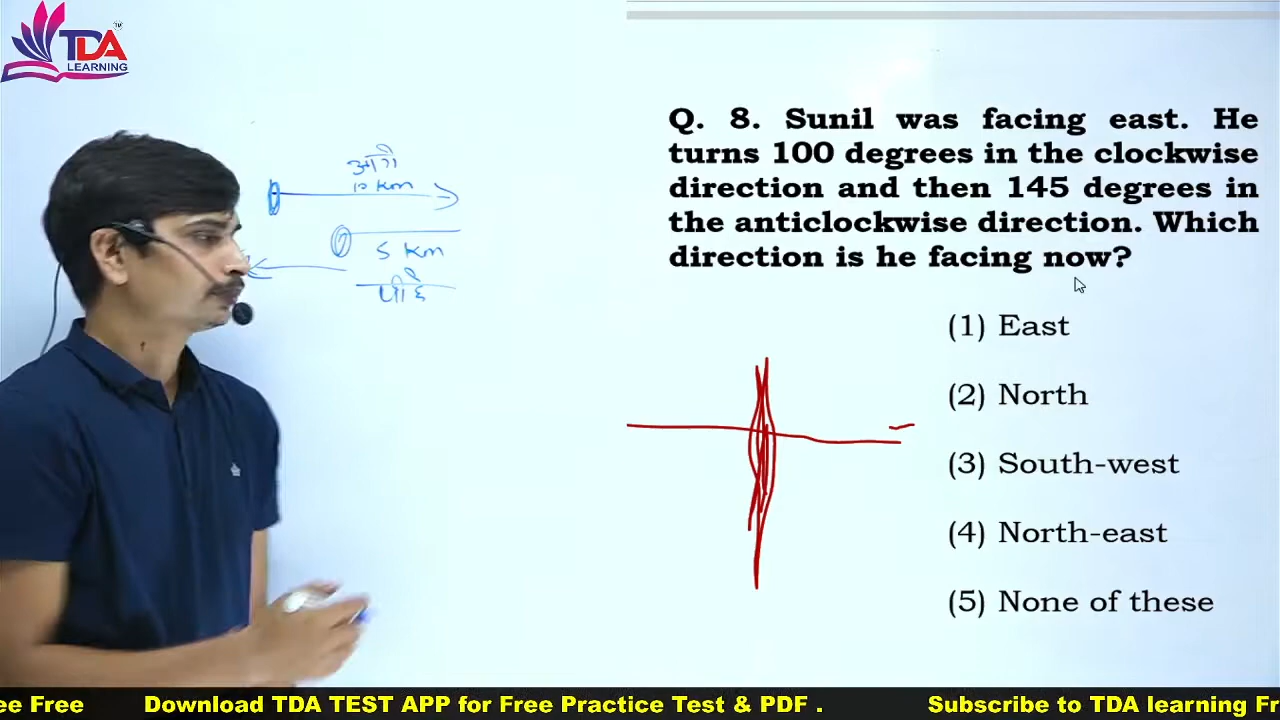 TDA
LEARNING
Q. 8. Sunil was facing east. He
turns 100 degrees in the clockwise
direction and then 145 degrees in
the anticlockwise direction. Which
direction is he facing now?
(1) East
(2) North
(3) South-west
(4) North-east
(5) None of these
आगे
10 km
5 km
पीछे
ee Free Download TDA TEST APP for Free Practice Test & PDF . Subscribe to TDA learning Fr